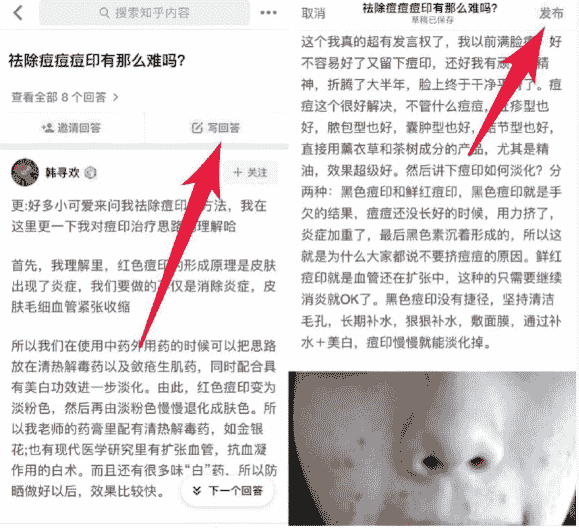 搜索知乎内容
祛除痘痘痘印有那么难吗?
查看全部 8 个回答
邀请回答
写回答
韩寻欢
+ 关注
更:好多小可爱来问我祛除痘 方法，我在
这里更一下我对痘印治疗思路 理解哈
首先，我理解里，红色痘印 形成原理是皮肤
出现了炎症，我们要做的 仅是消除炎症，皮
肤毛细血管紧张收缩
所以我们在使用中药外用药的时候可以把思路
放在清热解毒药以及敛疮生肌药，同时配合具
有美白功效进一步淡化。由此，红色痘印变为
淡粉色，然后再由淡粉色慢慢退化成肤色。所
以我老师的药膏里配有清热解毒药，如金银
花;也有现代医学研究里有扩张血管，抗血凝
作用的白术。而且还有很多味“白”药，所以防
晒做好以后，效果比较快。
下一个回答
取消
祛除痘痘痘印有那么难吗?
草稿已保存
发布
这个我真的超有发言权了，我以前满脸 好
不容易好了又留下痘印，还好我有 精
神，折腾了大半年，脸上终于干净 了。痘
痘这个很好解决，不管什么痘痘， 疹型也
好，脓包型也好，囊肿型也好， 节型也好，
直接用薰衣草和茶树成分的产品，尤其是精
油，效果超级好。然后讲下痘印如何淡化？分
两种：黑色痘印和鲜红痘印，黑色痘印就是手
欠的结果，痘痘还没长好的时候，用力挤了，
炎症加重了，最后黑色素沉着形成的，所以这
就是为什么大家都说不要挤痘痘的原因。鲜红
痘印就是血管还在扩张中，这种的只需要继续
消炎就OK了。黑色痘印没有捷径，坚持清洁
毛孔，长期补水，狠狠补水，敷面膜，通过补
水＋美白，痘印慢慢就能淡化掉。